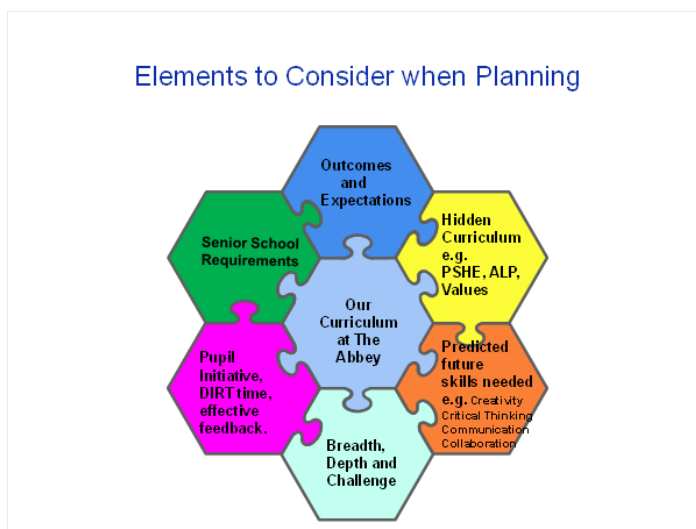 Elements to Consider when Planning
Outcomes
and
Expectations
Senior School
Requirements
Hidden
Curriculum
e.g.
PSHE, ALP,
Values
Our
Curriculum
at The
Abbey
Pupil
Initiative,
DIRT time,
effective
feedback.
Predicted
future
skills needed
e.g. Creativity
Critical Thinking
Communication
Collaboration
Breadth,
Depth and
Challenge